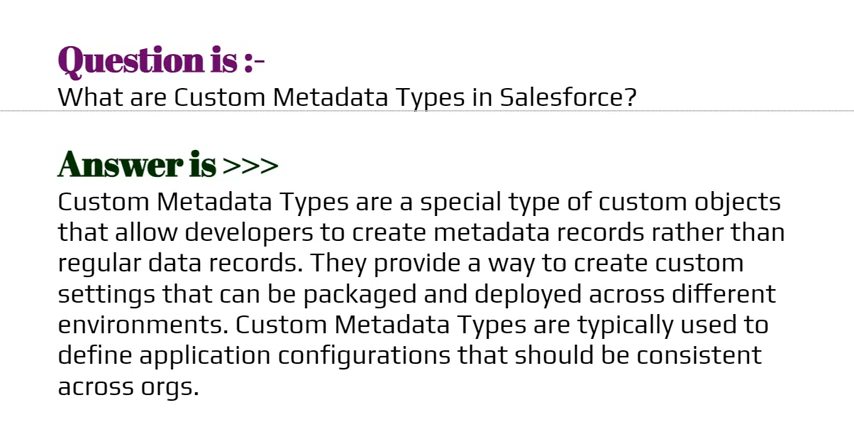 Question is :-
What are Custom Metadata Types in Salesforce?
Answer is >>>
Custom Metadata Types are a special type of custom objects
that allow developers to create metadata records rather than
regular data records. They provide a way to create custom
settings that can be packaged and deployed across different
environments. Custom Metadata Types are typically used to
define application configurations that should be consistent
across orgs.